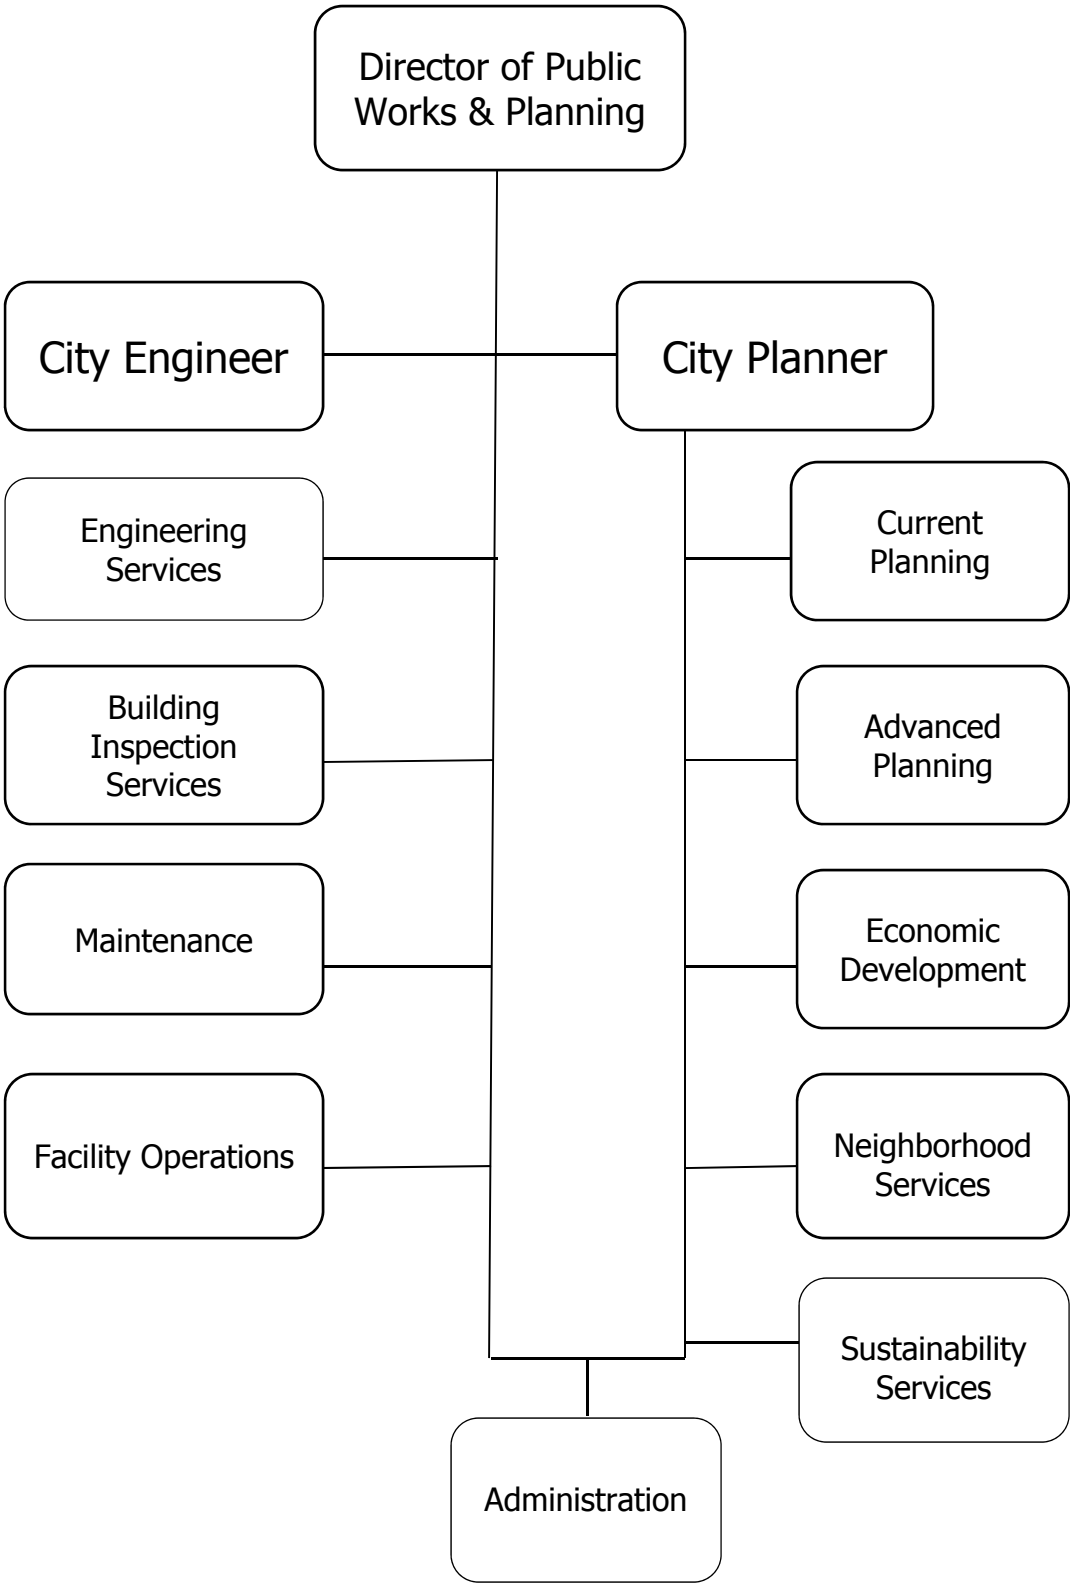 Director of Public
Works & Planning
City Engineer
City Planner
Engineering
Services
Current
Planning
Building
Inspection
Services
Advanced
Planning
Maintenance
Economic
Development
Facility Operations
Neighborhood
Services
Sustainability
Services
Administration